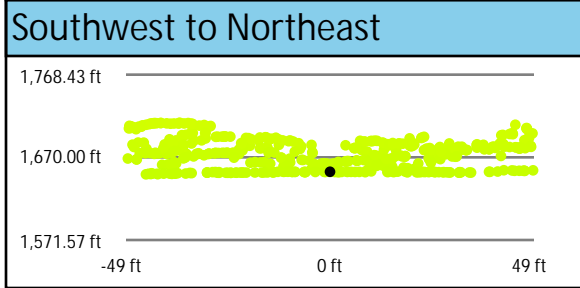 Southwest to Northeast
1,768.43 ft
1,670.00 ft
1,571.57 ft
-49 ft 0 ft 49 ft